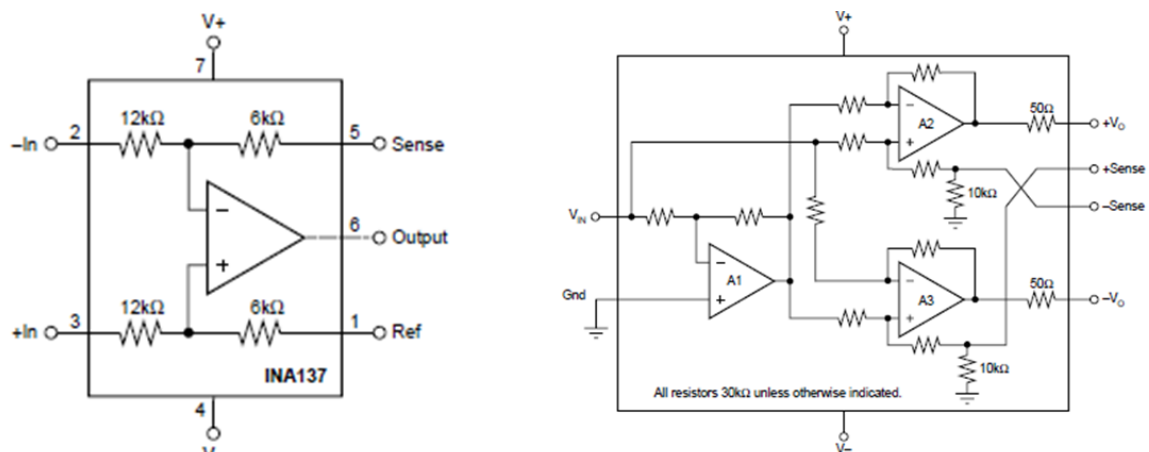 V+
7
12kΩ
6kΩ
–In
2
5
Sense
6
Output
12kΩ
6kΩ
+In
3
1
Ref
INA137
4
V+
A2
50Ω
+Vo
+Sense
10kΩ
–Sense
VIN
A1
Gnd
A3
50Ω
–Vo
10kΩ
All resistors 30kΩ unless otherwise indicated.
V–